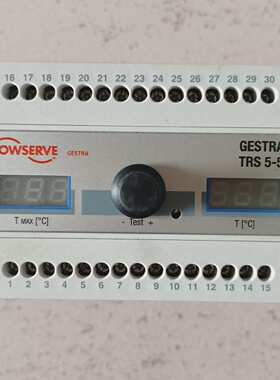 16 17 18 19 20 21 22 23 24 25 26 27 28 29 30
OWSERVE
GESTRA
GESTRA
TRS 5-5
T MAX [°C]
- Test +
T [°C]
1 2 3 4 5 6 7 8 9 10 11 12 13 14 15